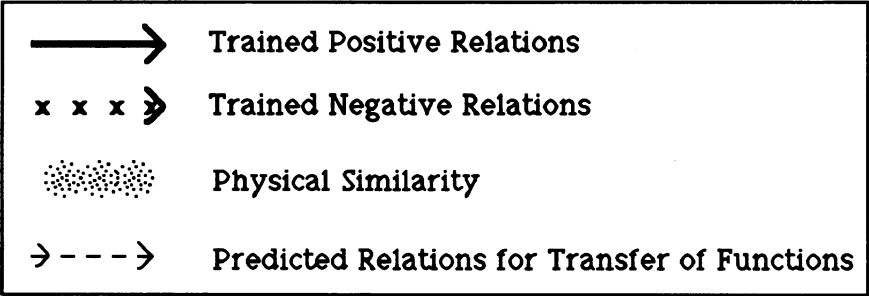 Trained Positive Relations
Trained Negative Relations
Physical Similarity
Predicted Relations for Transfer of Functions